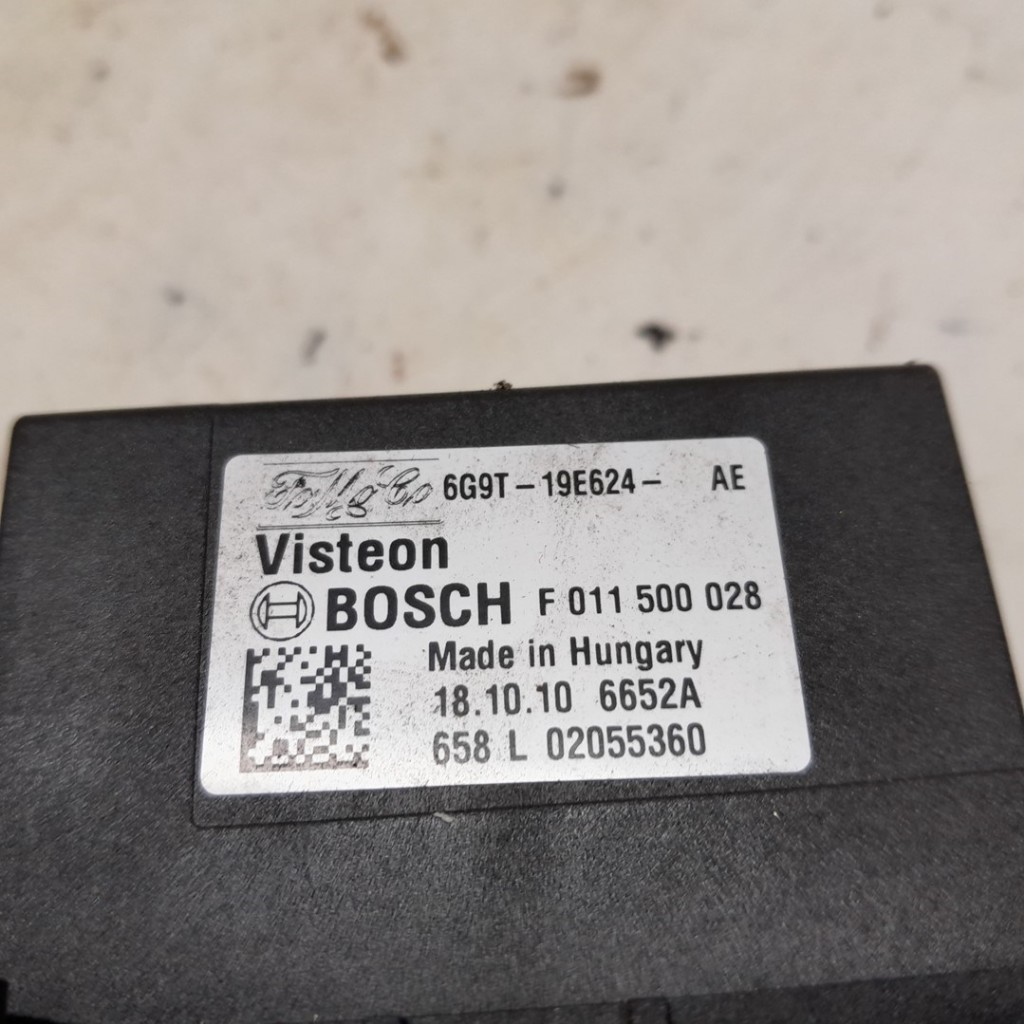 FoMoCo 6G9T-19E624- AE
Visteon
BOSCH F 011 500 028
Made in Hungary
18.10.10 6652A
658 L 02055360